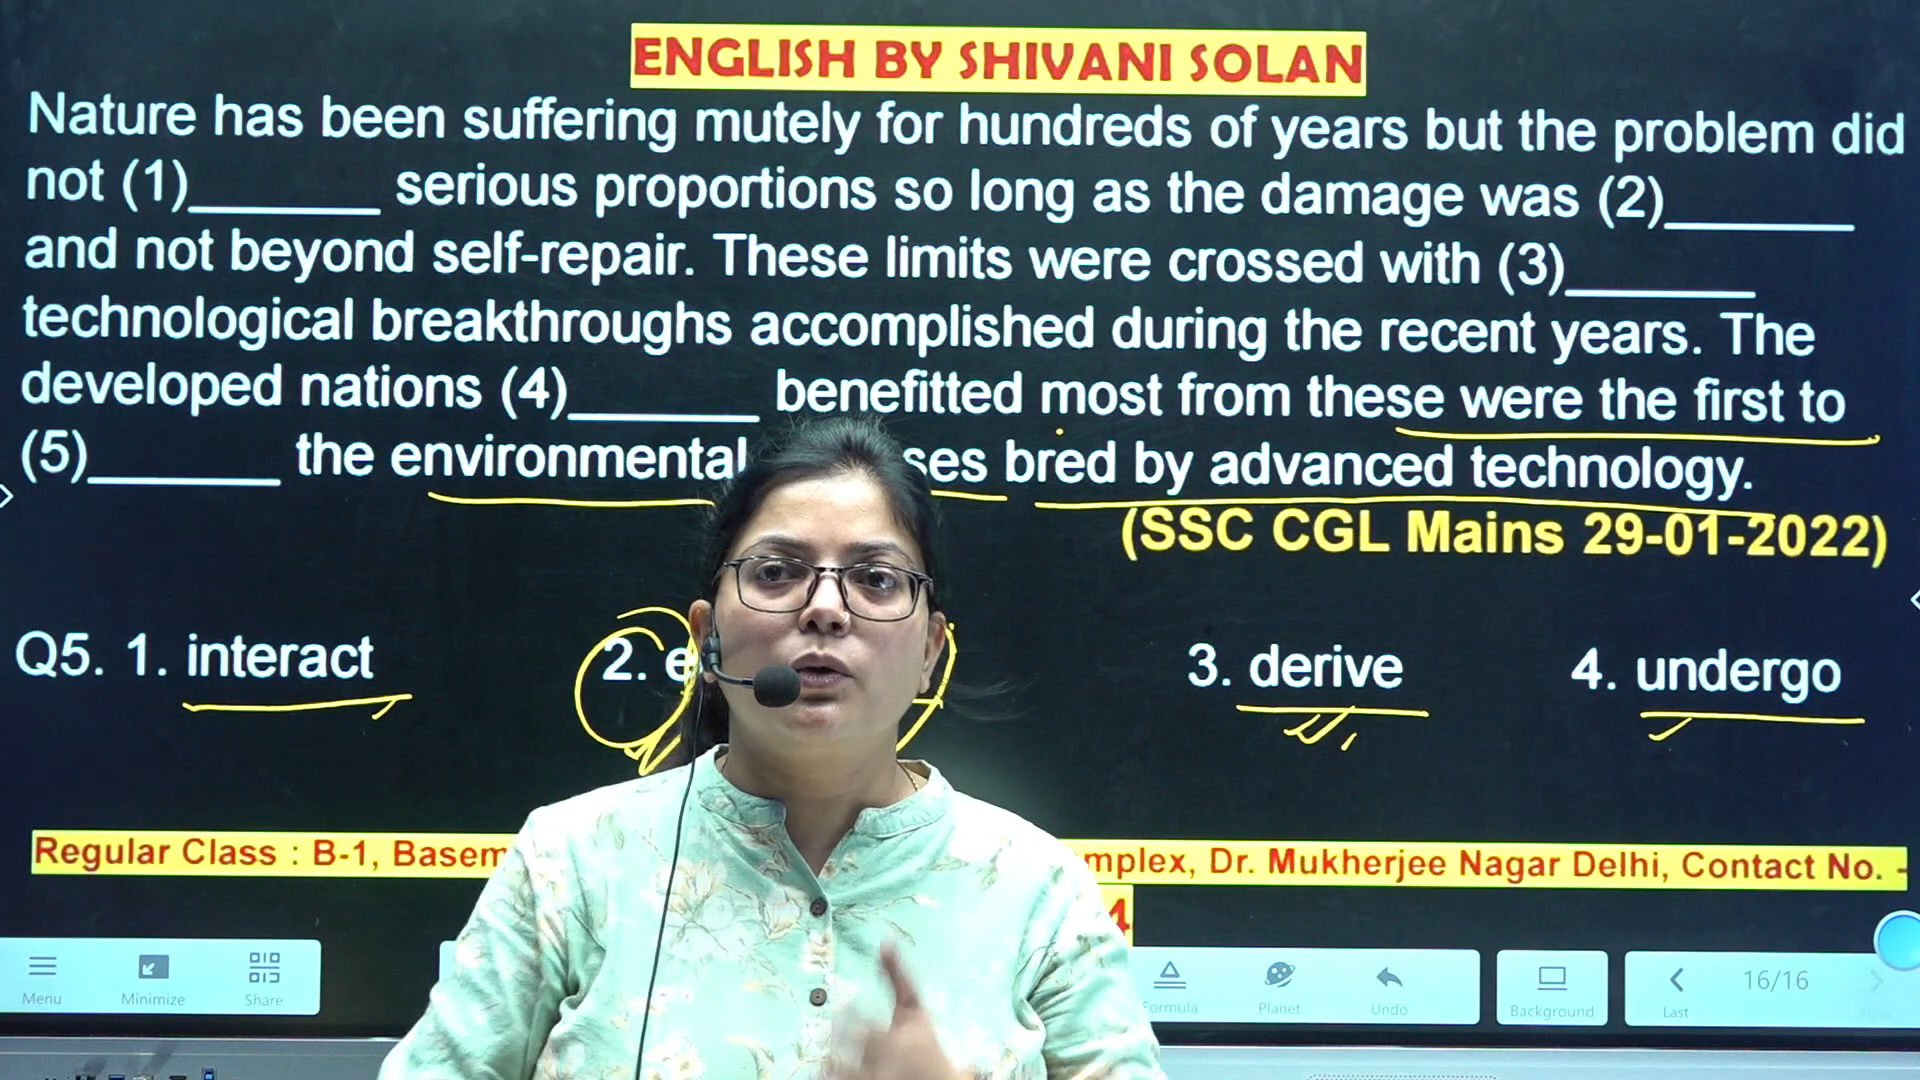 ENGLISH BY SHIVANI SOLAN
Nature has been suffering mutely for hundreds of years but the problem did
not (1)_______ serious proportions so long as the damage was (2)_______
and not beyond self-repair. These limits were crossed with (3)_______
technological breakthroughs accomplished during the recent years. The
developed nations (4)_______ benefitted most from these were the first to
(5)_______ the environmental ses bred by advanced technology.
(SSC CGL Mains 29-01-2022)
Q5. 1. interact 2. e 3. derive 4. undergo
Regular Class : B-1, Basem mplex, Dr. Mukherjee Nagar Delhi, Contact No. -
4
Menu Minimize Share Formula Planet Undo Background Last 16/16